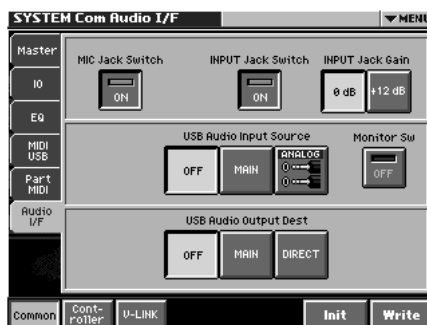 SYSTEM Com Audio I/F
▼MENU
Master
IO
EQ
MIDI
USB
Part
MIDI
Audio
I/F
MIC Jack Switch
ON
INPUT Jack Switch
ON
INPUT Jack Gain
0 dB
+12 dB
USB Audio Input Source
OFF
MAIN
ANALOG
Monitor Sw
OFF
USB Audio Output Dest
OFF
MAIN
DIRECT
Common
Cont-
roller
V-LINK
Init
Write